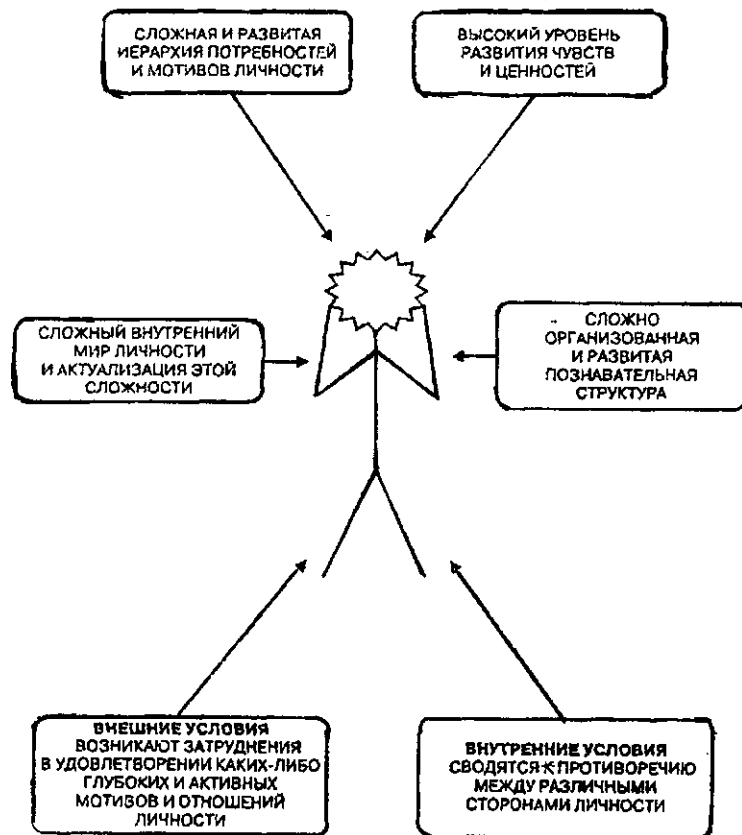 СЛОЖНАЯ И РАЗВИТАЯ
ИЕРАРХИЯ ПОТРЕБНОСТЕЙ
И МОТИВОВ ЛИЧНОСТИ
ВЫСОКИЙ УРОВЕНЬ
РАЗВИТИЯ ЧУВСТВ
И ЦЕННОСТЕЙ
СЛОЖНЫЙ ВНУТРЕННИЙ
МИР ЛИЧНОСТИ
И АКТУАЛИЗАЦИЯ ЭТОЙ
СЛОЖНОСТИ
СЛОЖНО
ОРГАНИЗОВАННАЯ
И РАЗВИТАЯ
ПОЗНАВАТЕЛЬНАЯ
СТРУКТУРА
ВНЕШНИЕ УСЛОВИЯ
ВОЗНИКАЮТ ЗАТРУДНЕНИЯ
В УДОВЛЕТВОРЕНИИ КАКИХ-ЛИБО
ГЛУБОКИХ И АКТИВНЫХ
МОТИВОВ И ОТНОШЕНИЙ
ЛИЧНОСТИ
ВНУТРЕННИЕ УСЛОВИЯ
СВОДЯТСЯ К ПРОТИВОРЕЧИЮ
МЕЖДУ РАЗЛИЧНЫМИ
СТОРОНАМИ ЛИЧНОСТИ